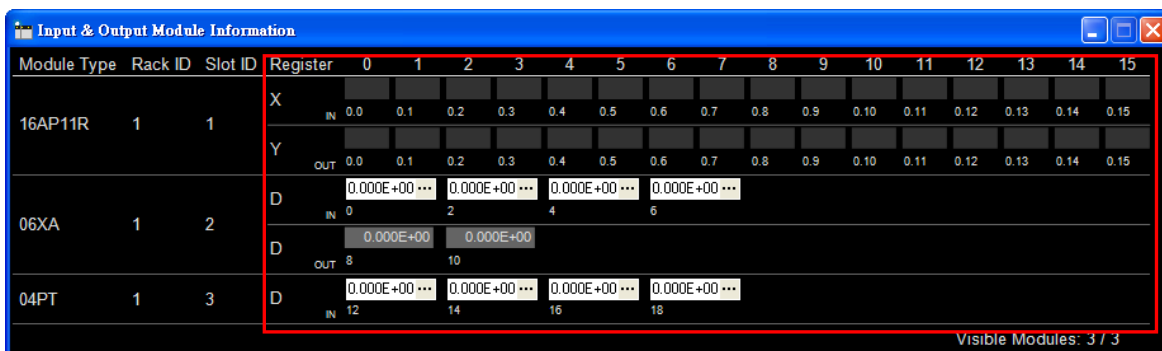 Input & Output Module Information
Module Type Rack ID Slot ID Register 0 1 2 3 4 5 6 7 8 9 10 11 12 13 14 15
16AP11R 1 1
X
IN 0.0 0.1 0.2 0.3 0.4 0.5 0.6 0.7 0.8 0.9 0.10 0.11 0.12 0.13 0.14 0.15
Y
OUT 0.0 0.1 0.2 0.3 0.4 0.5 0.6 0.7 0.8 0.9 0.10 0.11 0.12 0.13 0.14 0.15
06XA 1 2
D 0.000E+00 ... 0.000E+00 ... 0.000E+00 ... 0.000E+00 ...
IN 0 2 4 6
D 0.000E+00 0.000E+00
OUT 8 10
04PT 1 3
D 0.000E+00 ... 0.000E+00 ... 0.000E+00 ... 0.000E+00 ...
IN 12 14 16 18
Visible Modules: 3 / 3